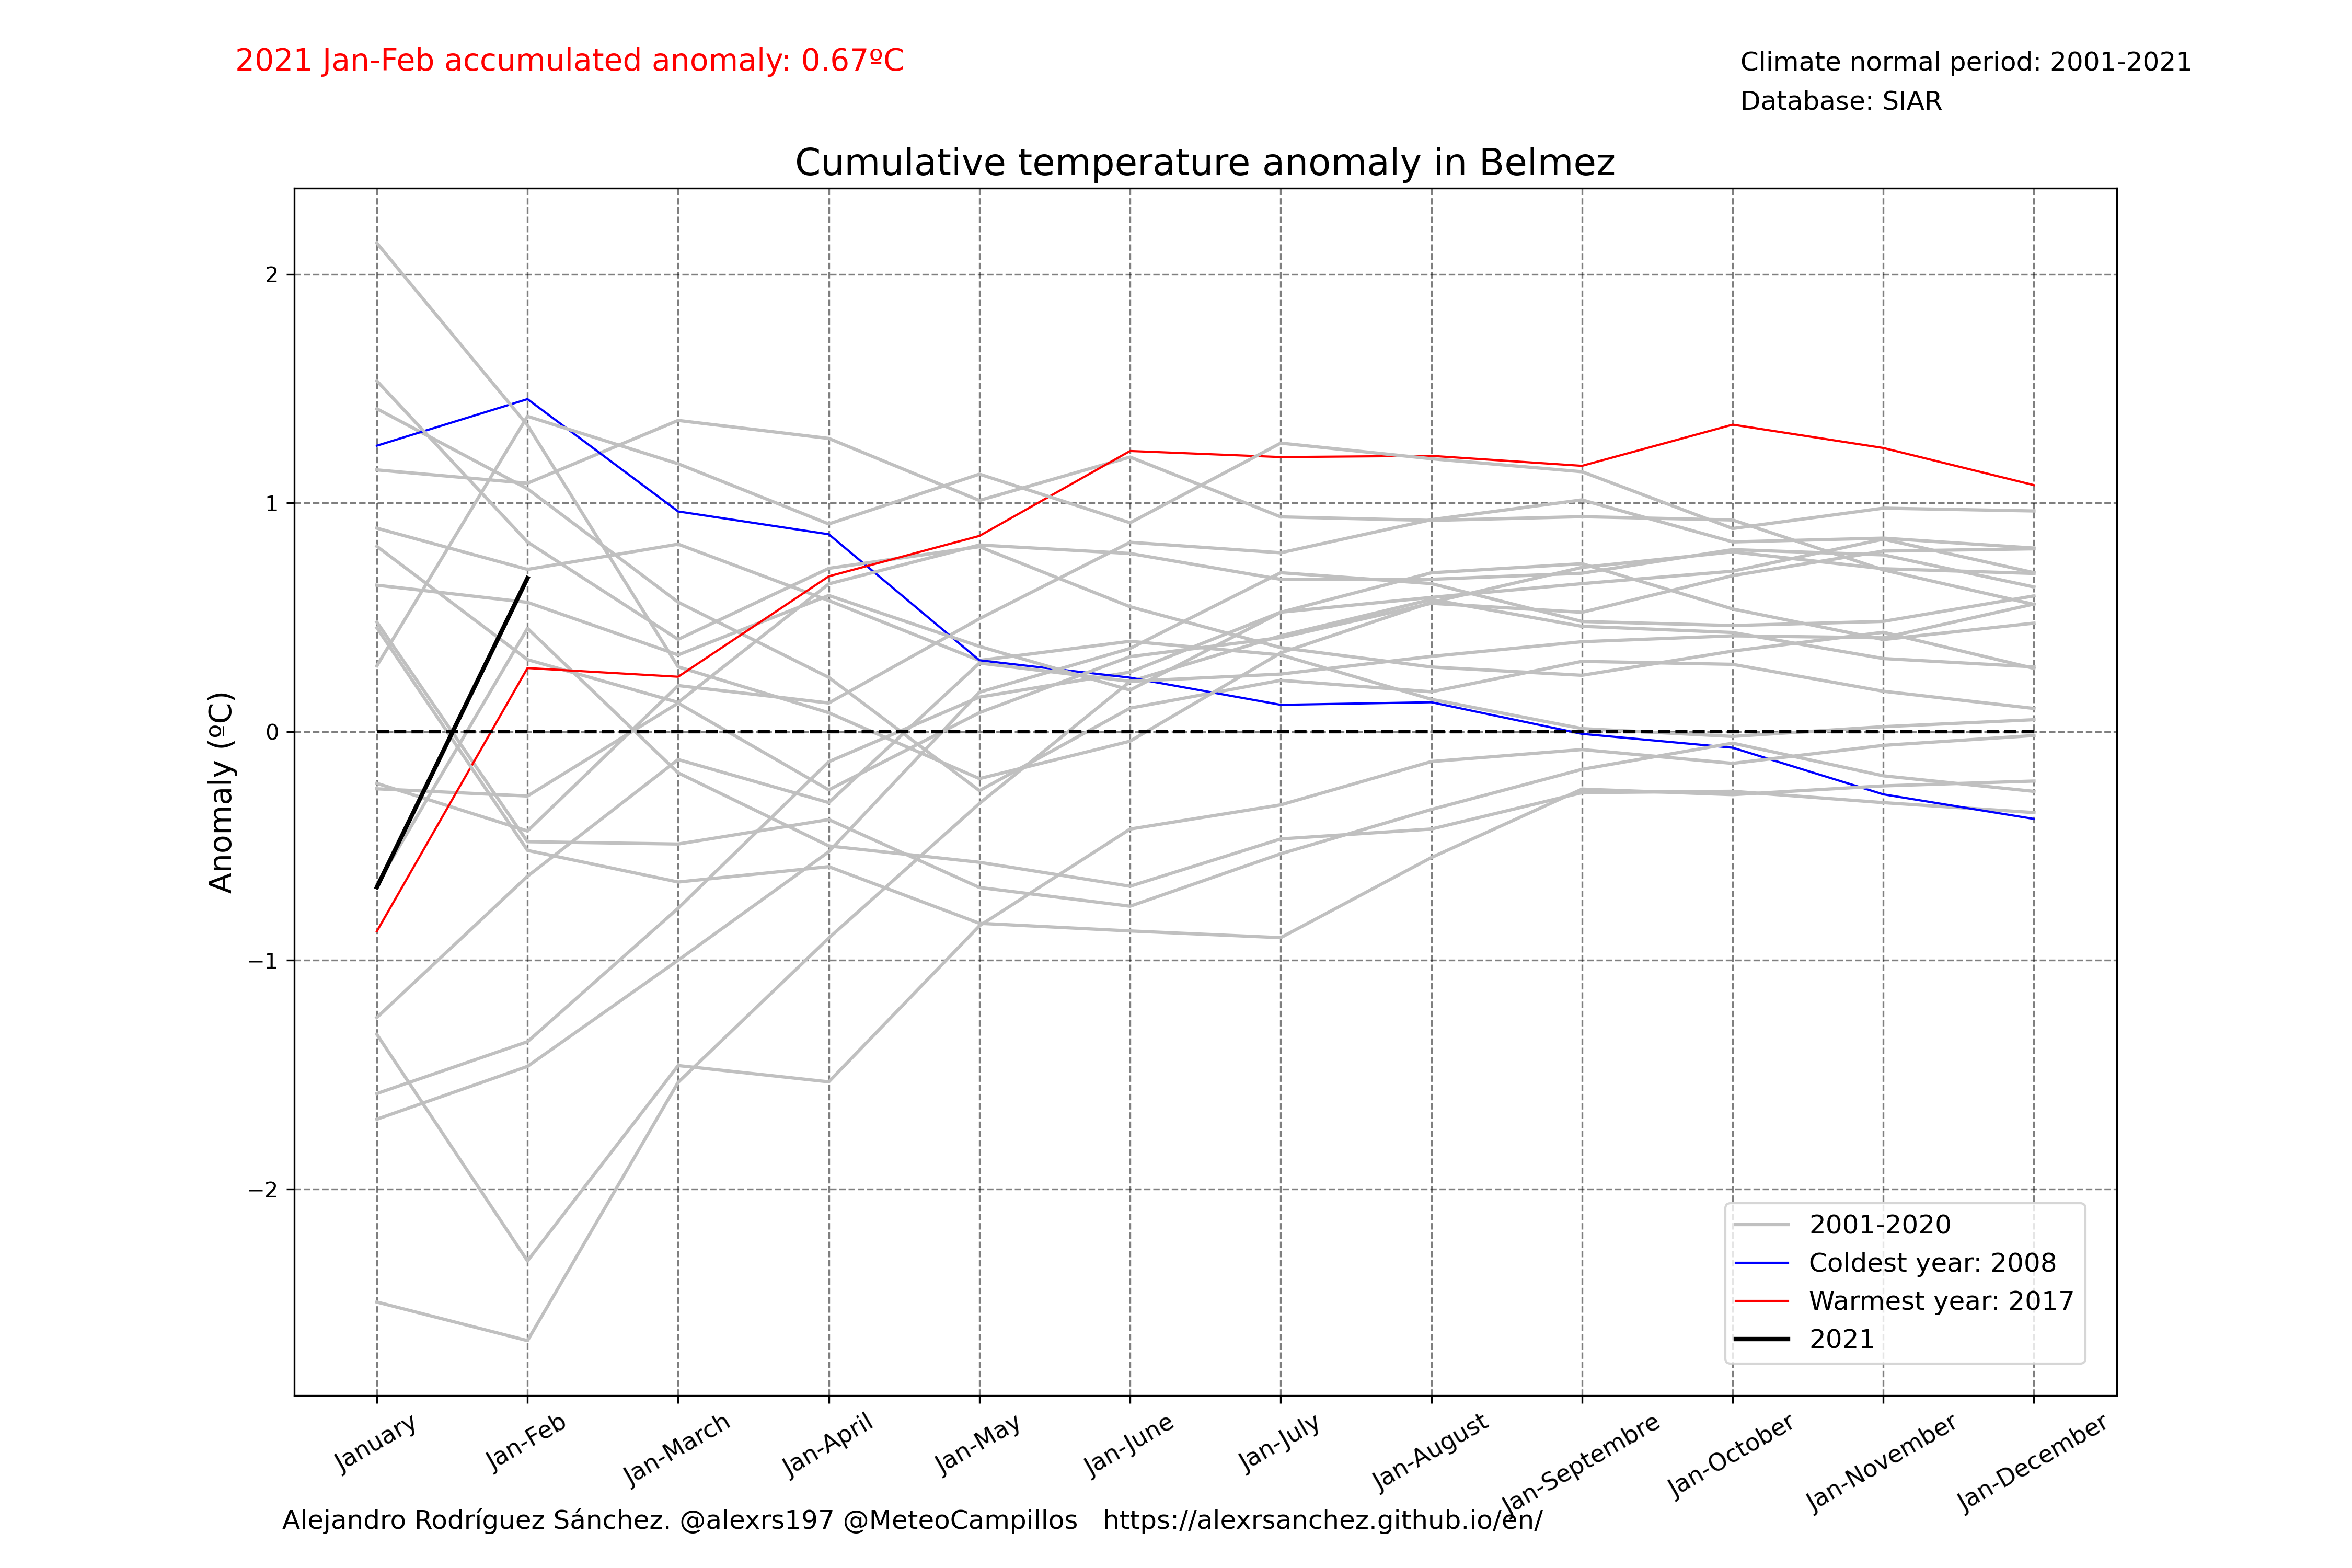 2021 Jan-Feb accumulated anomaly: 0.67ºC
Climate normal period: 2001-2021
Database: SIAR
Cumulative temperature anomaly in Belmez
Anomaly (ºC)
2
1
0
−1
−2
2001-2020
Coldest year: 2008
Warmest year: 2017
2021
January
Jan-Feb
Jan-March
Jan-April
Jan-May
Jan-June
Jan-July
Jan-August
Jan-Septembre
Jan-October
Jan-November
Jan-December
Alejandro Rodríguez Sánchez. @alexrs197 @MeteoCampillos   https://alexrsanchez.github.io/en/